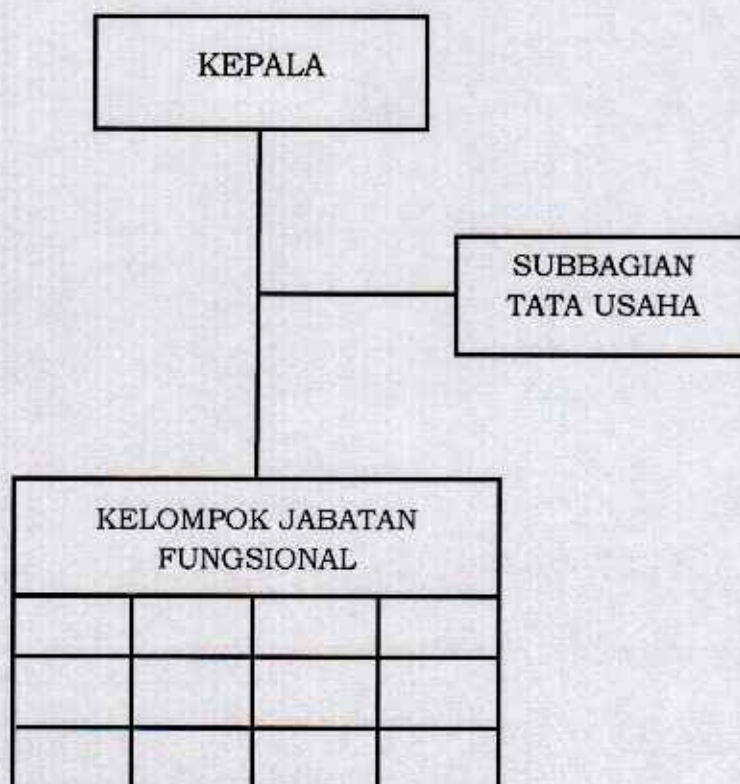 KEPALA
SUBBAGIAN
TATA USAHA
KELOMPOK JABATAN
FUNGSIONAL